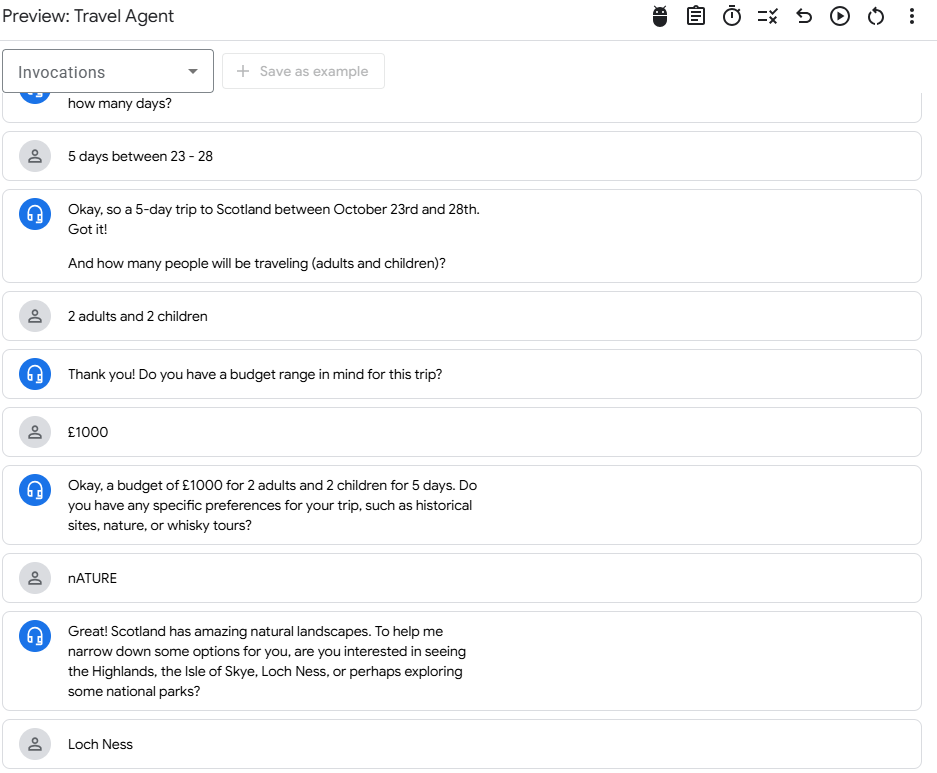 Preview: Travel Agent
Invocations
Save as example
how many days?
5 days between 23 - 28
Okay, so a 5-day trip to Scotland between October 23rd and 28th.
Got it!
And how many people will be traveling (adults and children)?
2 adults and 2 children
Thank you! Do you have a budget range in mind for this trip?
£1000
Okay, a budget of £1000 for 2 adults and 2 children for 5 days. Do
you have any specific preferences for your trip, such as historical
sites, nature, or whisky tours?
nATURE
Great! Scotland has amazing natural landscapes. To help me
narrow down some options for you, are you interested in seeing
the Highlands, the Isle of Skye, Loch Ness, or perhaps exploring
some national parks?
Loch Ness